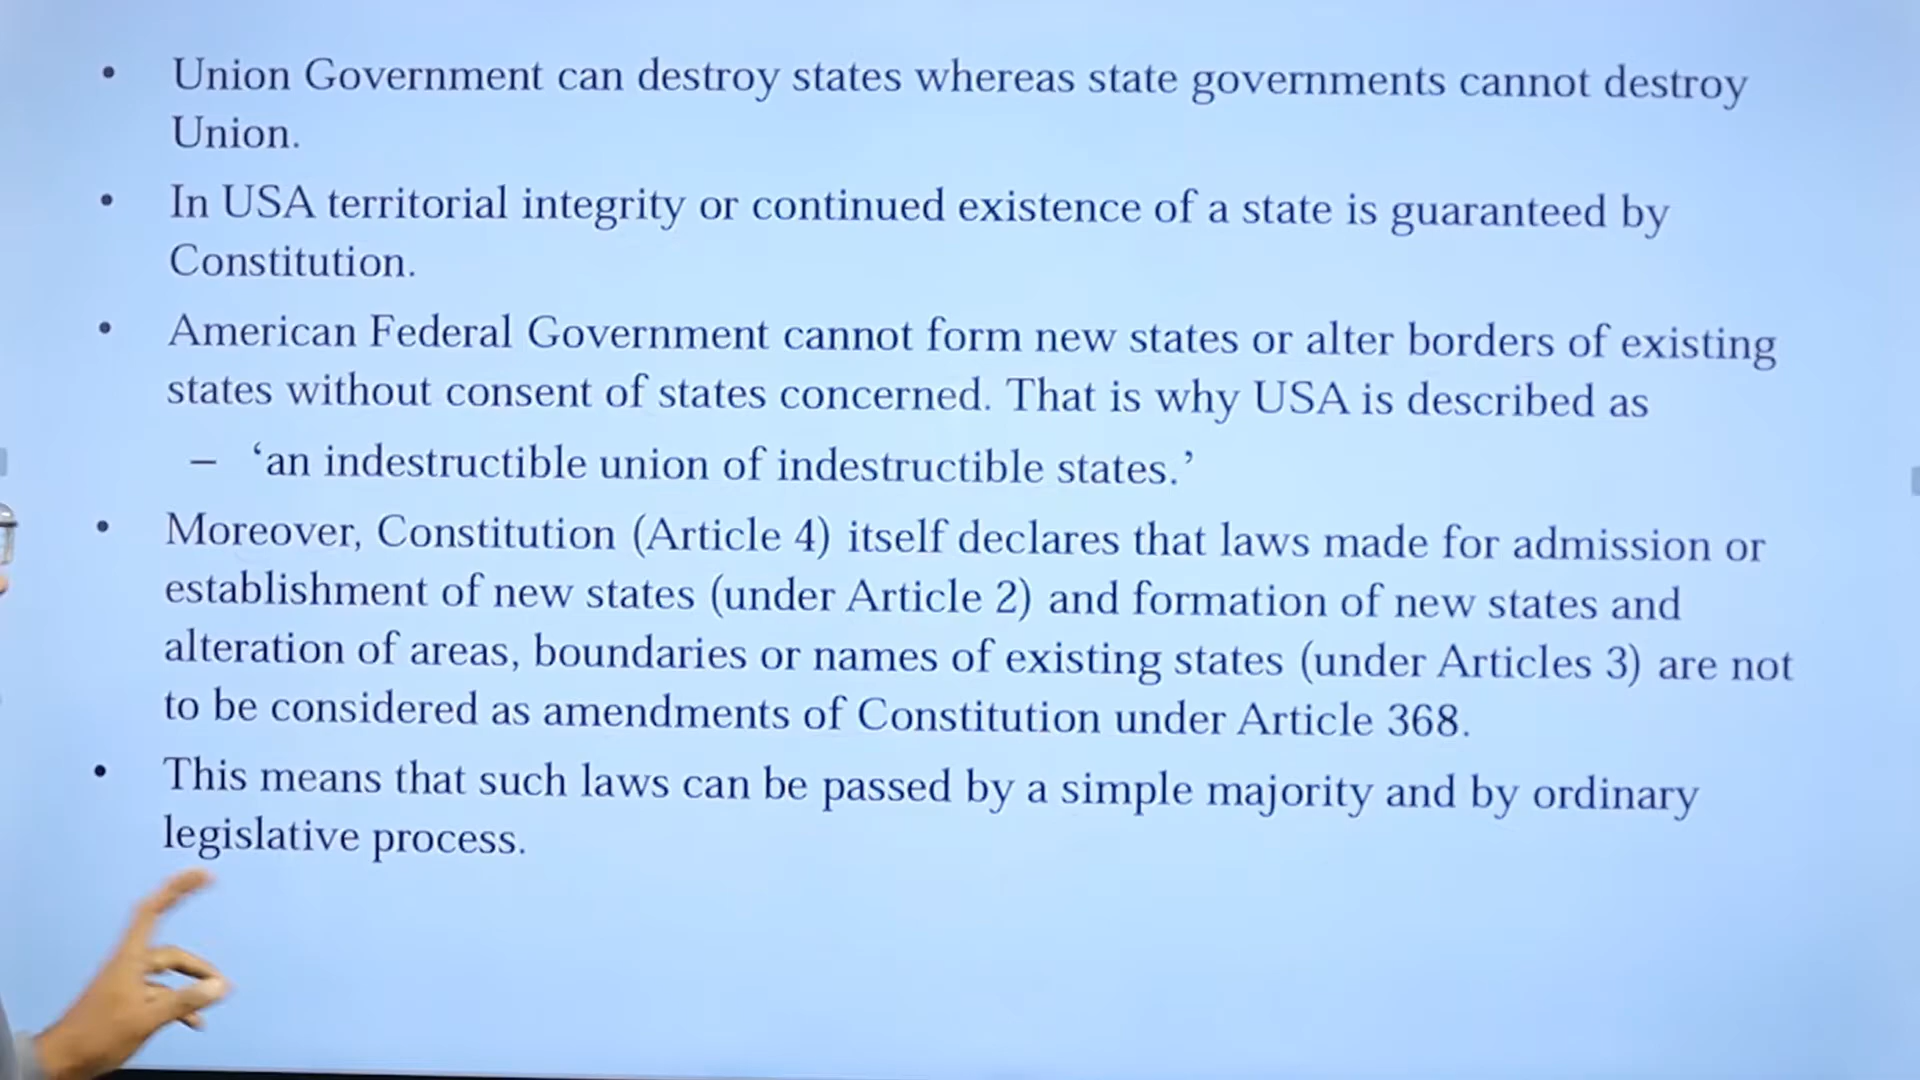 • Union Government can destroy states whereas state governments cannot destroy
Union.
• In USA territorial integrity or continued existence of a state is guaranteed by
Constitution.
• American Federal Government cannot form new states or alter borders of existing
states without consent of states concerned. That is why USA is described as
– ‘an indestructible union of indestructible states.’
• Moreover, Constitution (Article 4) itself declares that laws made for admission or
establishment of new states (under Article 2) and formation of new states and
alteration of areas, boundaries or names of existing states (under Articles 3) are not
to be considered as amendments of Constitution under Article 368.
• This means that such laws can be passed by a simple majority and by ordinary
legislative process.